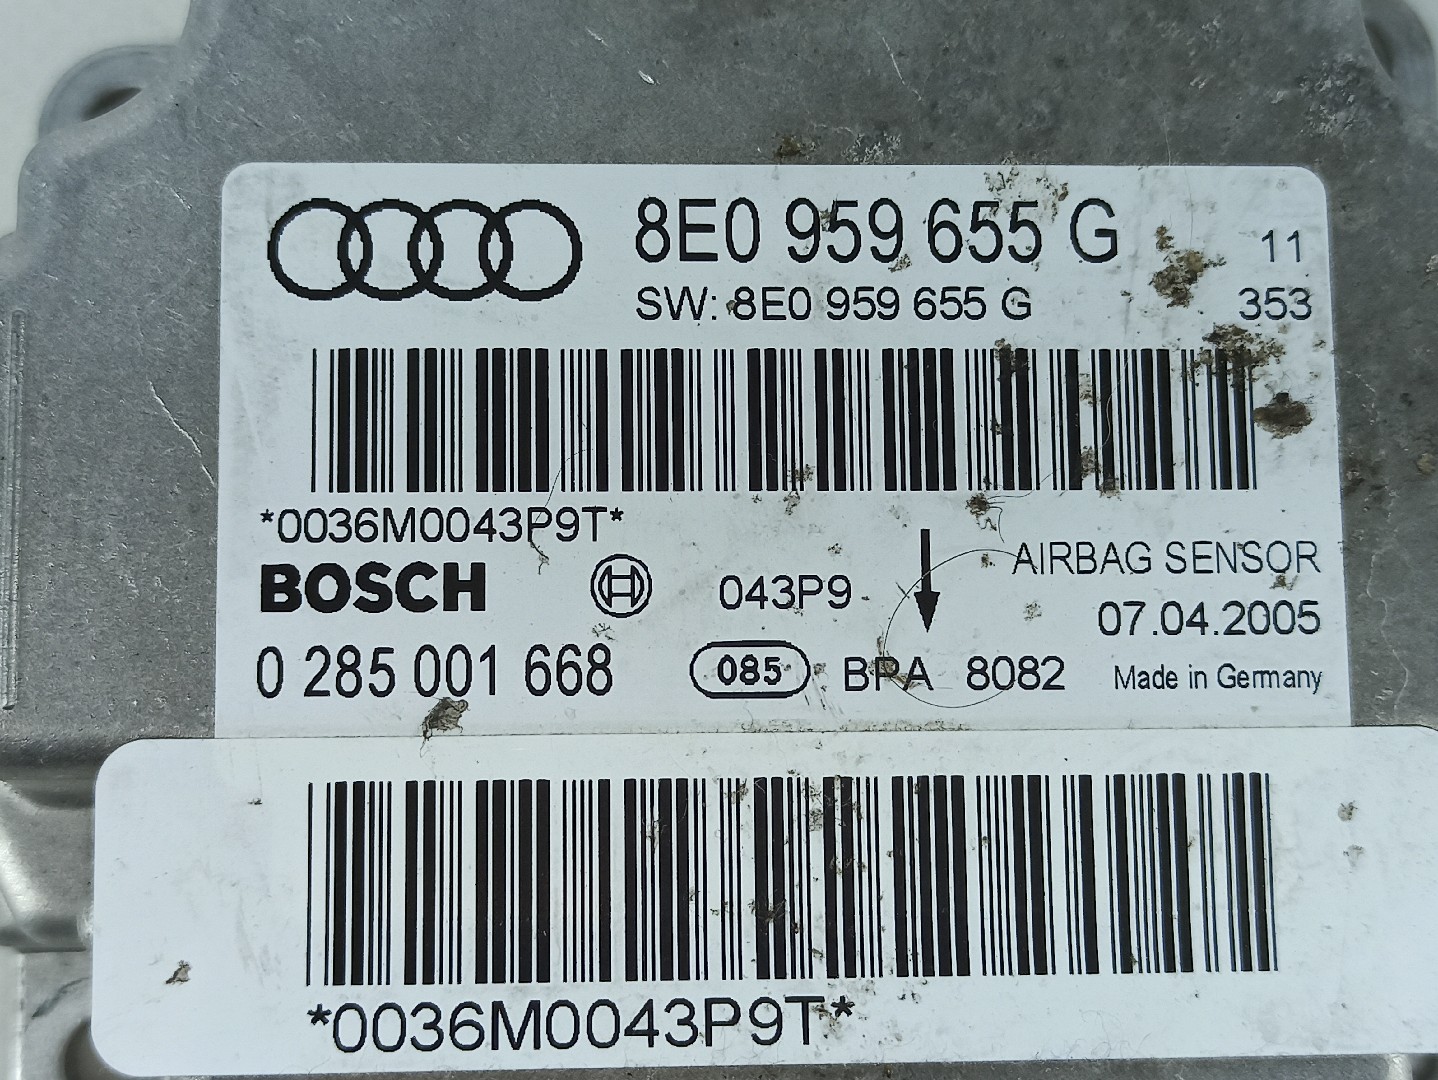 8E0 959 655 G 11
SW: 8E0 959 655 G 353
*0036M0043P9T*
BOSCH 043P9 AIRBAG SENSOR
07.04.2005
0 285 001 668 085 BPA 8082 Made in Germany
*0036M0043P9T*